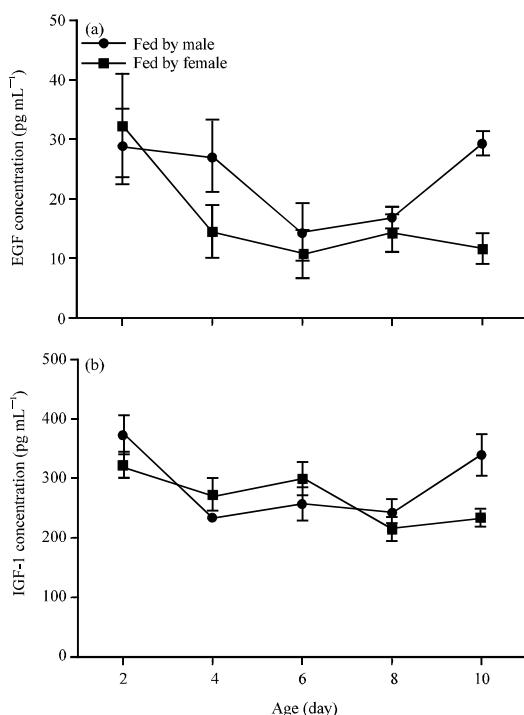 (a)
Fed by male
Fed by female
EGF concentration (pg mL⁻¹)
50
40
30
20
10
0
(b)
IGF-1 concentration (pg mL⁻¹)
500
400
300
200
100
0
2 4 6 8 10
Age (day)